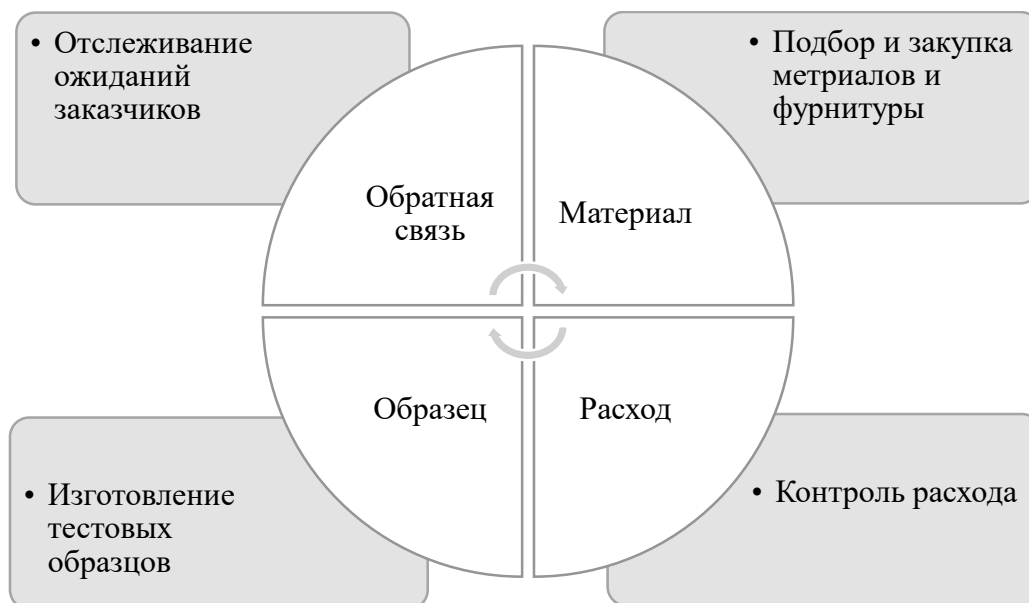 • Отслеживание
ожиданий
заказчиков
• Подбор и закупка
метриалов и
фурнитуры
Обратная
связь
Материал
Образец
Расход
• Изготовление
тестовых
образцов
• Контроль расхода